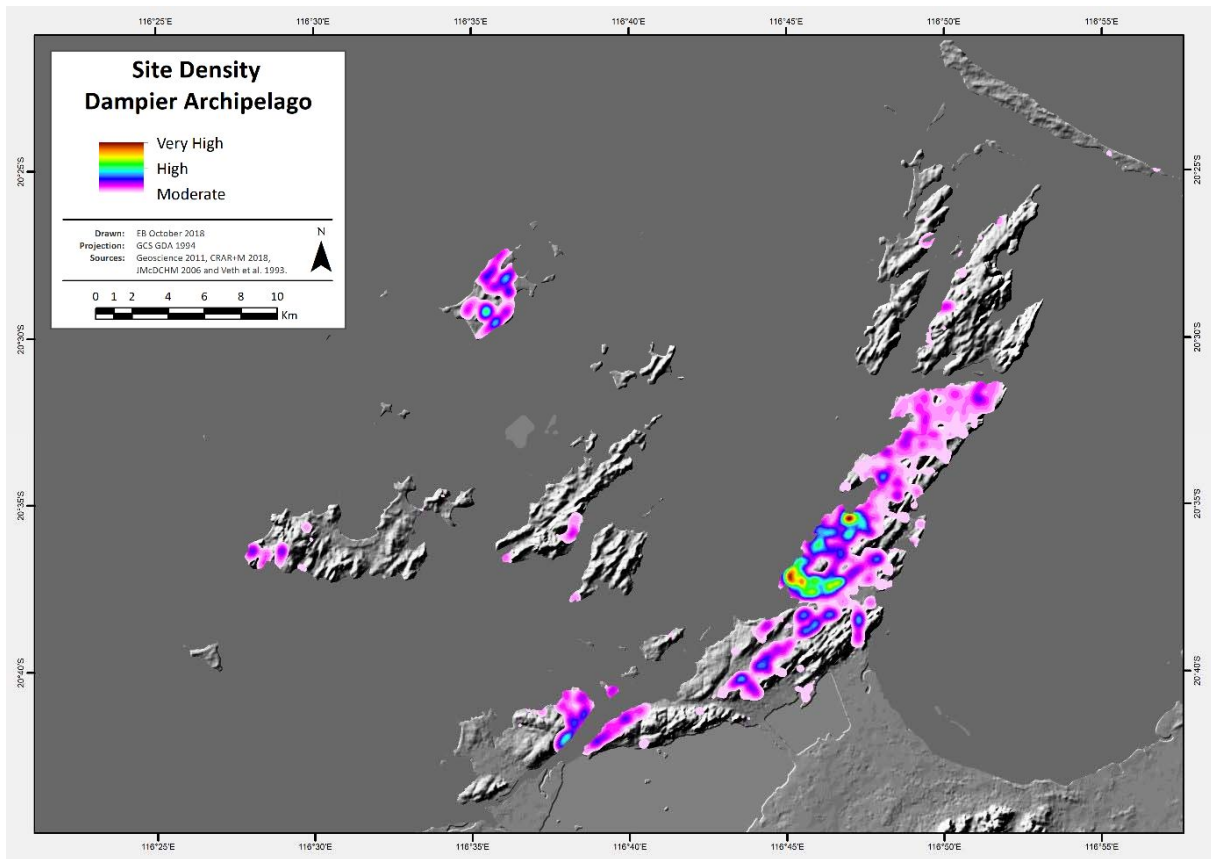 116°25'E 116°30'E 116°35'E 116°40'E 116°45'E 116°50'E 116°55'E
Site Density
Dampier Archipelago
Very High
High
Moderate
Drawn: EB October 2018
Projection: GCS GDA 1994
Sources: Geoscience 2011, CRAR+M 2018,
JMcDCHM 2006 and Veth et al. 1993.
N
0 1 2 4 6 8 10
Km
20°25'S 20°25'S
20°30'S 20°30'S
20°35'S 20°35'S
20°40'S 20°40'S
116°25'E 116°30'E 116°35'E 116°40'E 116°45'E 116°50'E 116°55'E